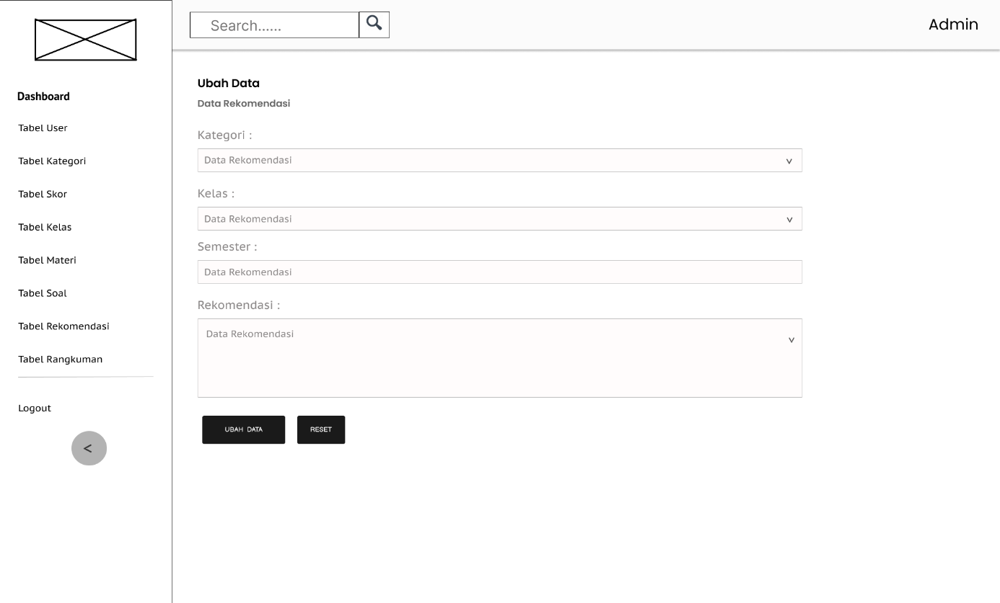 Search......
Admin
Dashboard
Tabel User
Tabel Kategori
Tabel Skor
Tabel Kelas
Tabel Materi
Tabel Soal
Tabel Rekomendasi
Tabel Rangkuman
Logout
<
Ubah Data
Data Rekomendasi
Kategori :
Data Rekomendasi v
Kelas :
Data Rekomendasi v
Semester :
Data Rekomendasi
Rekomendasi :
Data Rekomendasi v
UBAH DATA
RESET